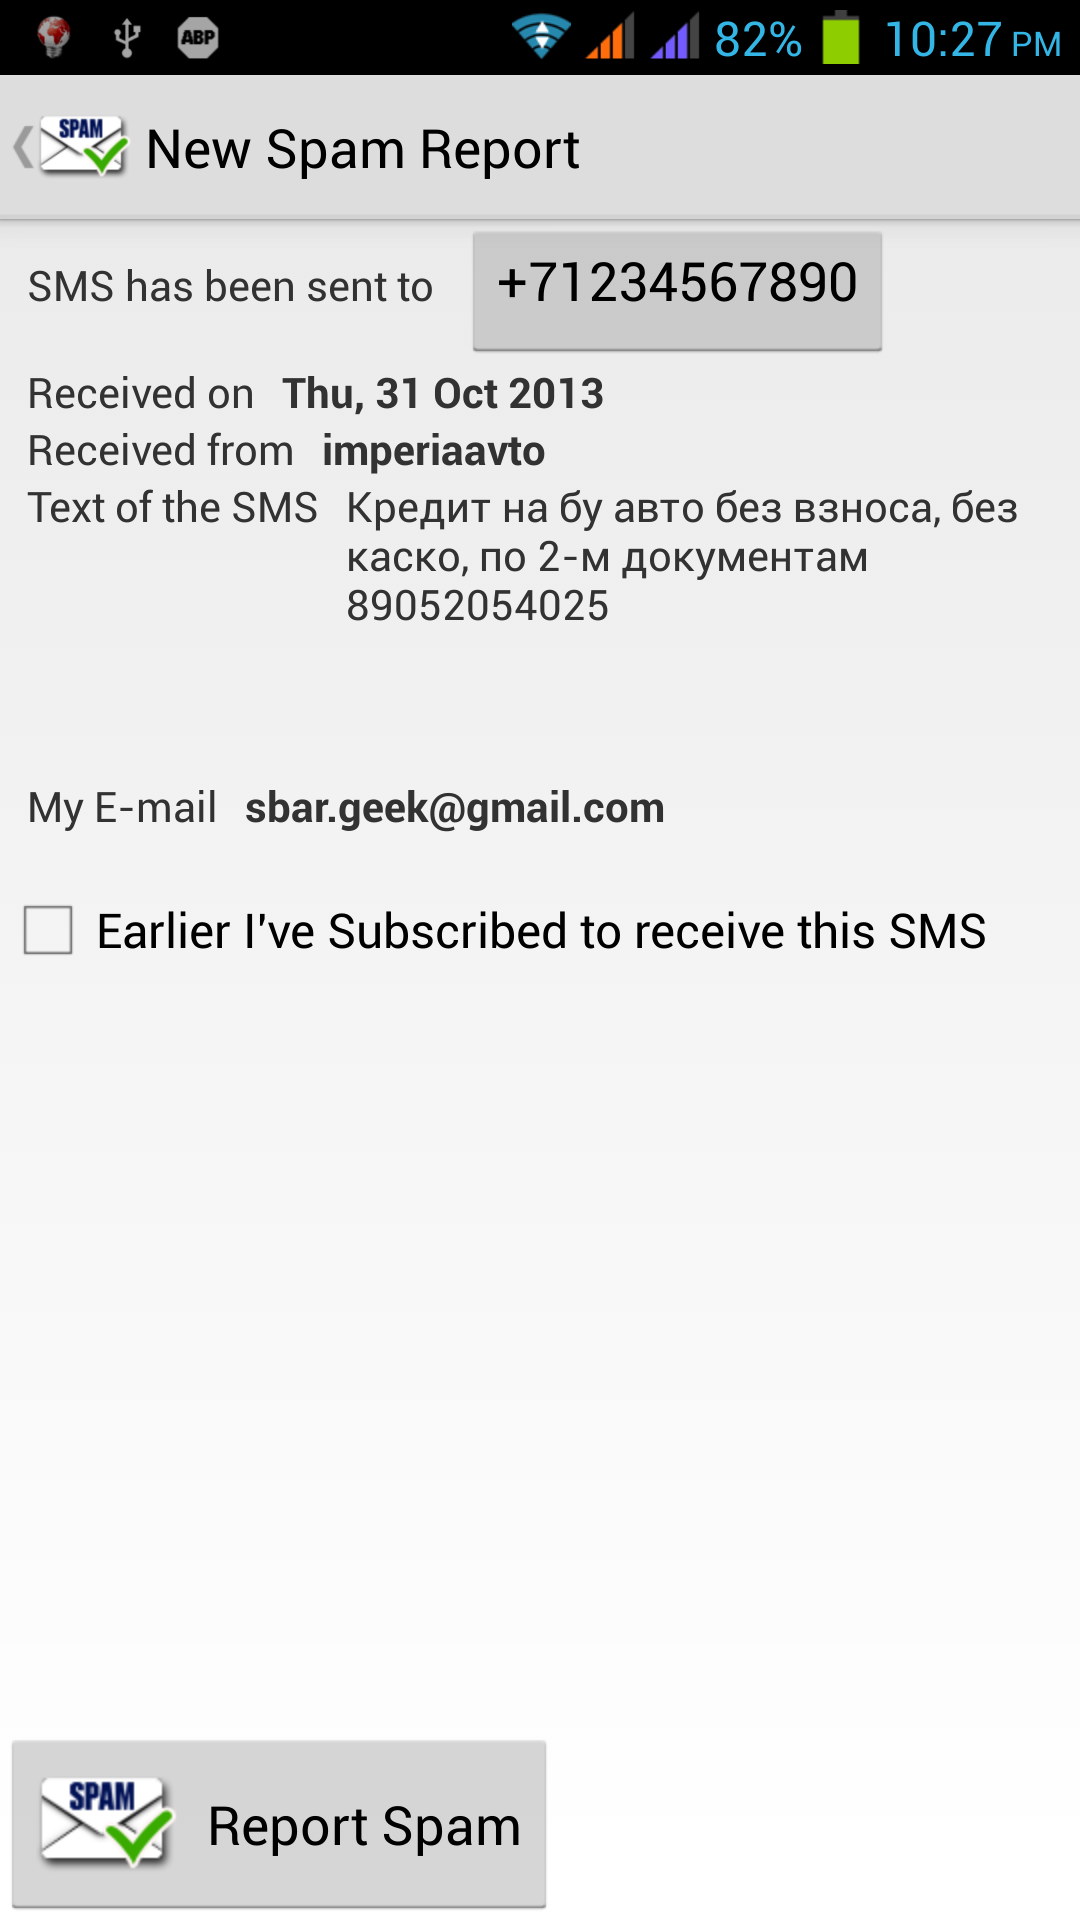 ABP 82% 10:27 PM
SPAM New Spam Report
SMS has been sent to +71234567890
Received on Thu, 31 Oct 2013
Received from imperiaavto
Text of the SMS Кредит на бу авто без взноса, без
каско, по 2-м документам
89052054025
My E-mail sbar.geek@gmail.com
Earlier I've Subscribed to receive this SMS
SPAM Report Spam